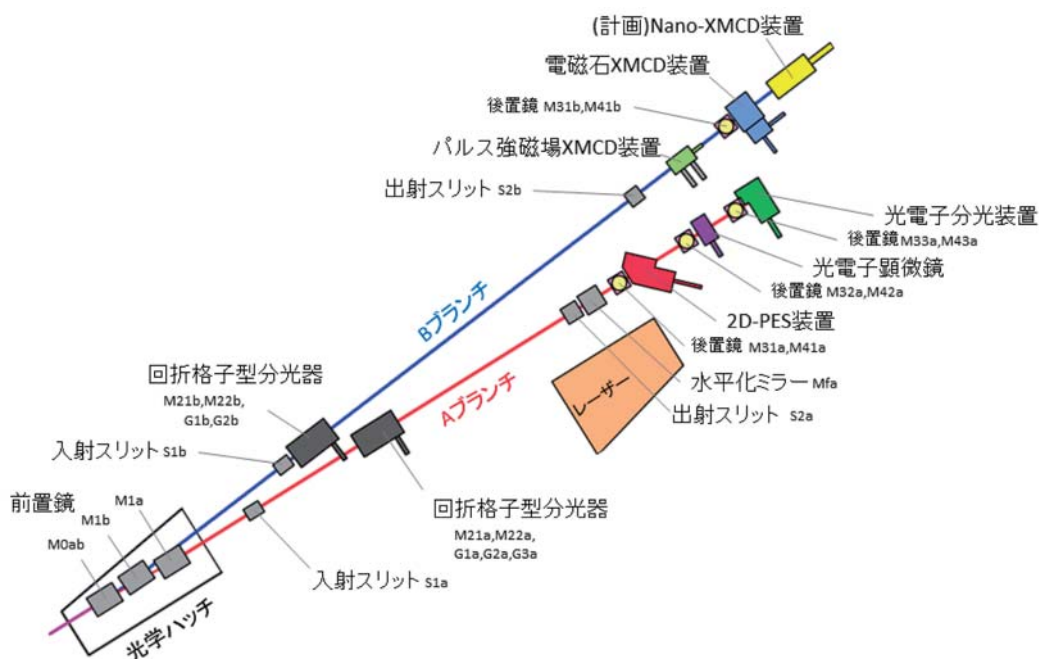 (計画)Nano-XMCD装置
電磁石XMCD装置
後置鏡 M31b,M41b
パルス強磁場XMCD装置
出射スリット S2b
光電子分光装置
後置鏡 M33a,M43a
光電子顕微鏡
後置鏡 M32a,M42a
2D-PES装置
後置鏡 M31a,M41a
水平化ミラー Mfa
出射スリット S2a
レーザー
Bブランチ
Aブランチ
回折格子型分光器
M21b,M22b,
G1b,G2b
入射スリット S1b
前置鏡
M1a
M1b
M0ab
回折格子型分光器
M21a,M22a,
G1a,G2a,G3a
入射スリット S1a
光学ハッチ